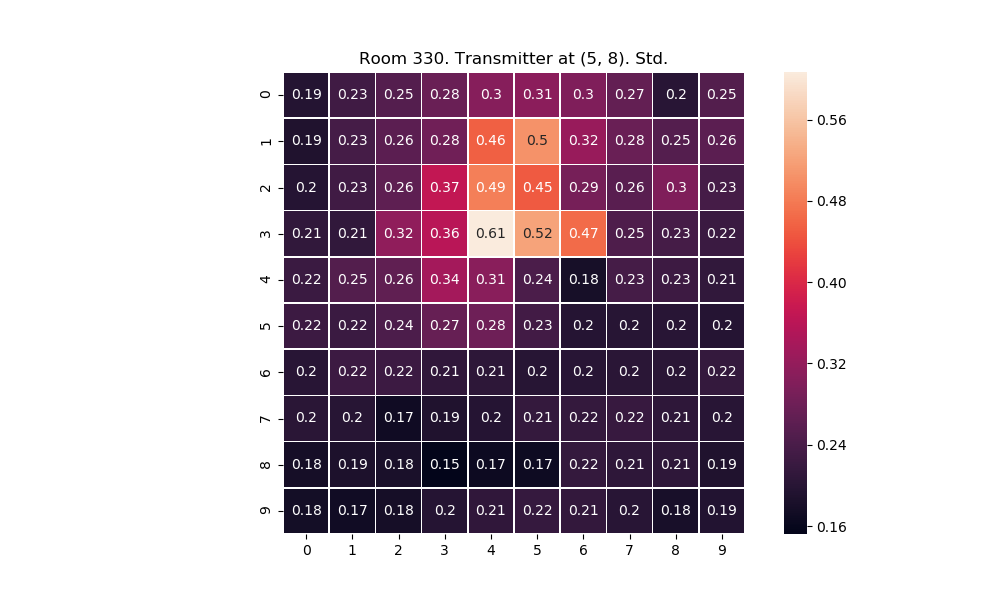 Room 330. Transmitter at (5, 8). Std.
0 0.19 0.23 0.25 0.28 0.3 0.31 0.3 0.27 0.2 0.25
1 0.19 0.23 0.26 0.28 0.46 0.5 0.32 0.28 0.25 0.26
2 0.2 0.23 0.26 0.37 0.49 0.45 0.29 0.26 0.3 0.23
3 0.21 0.21 0.32 0.36 0.61 0.52 0.47 0.25 0.23 0.22
4 0.22 0.25 0.26 0.34 0.31 0.24 0.18 0.23 0.23 0.21
5 0.22 0.22 0.24 0.27 0.28 0.23 0.2 0.2 0.2 0.2
6 0.2 0.22 0.22 0.21 0.21 0.2 0.2 0.2 0.2 0.22
7 0.2 0.2 0.17 0.19 0.2 0.21 0.22 0.22 0.21 0.2
8 0.18 0.19 0.18 0.15 0.17 0.17 0.22 0.21 0.21 0.19
9 0.18 0.17 0.18 0.2 0.21 0.22 0.21 0.2 0.18 0.19
0 1 2 3 4 5 6 7 8 9
0.56
0.48
0.40
0.32
0.24
0.16